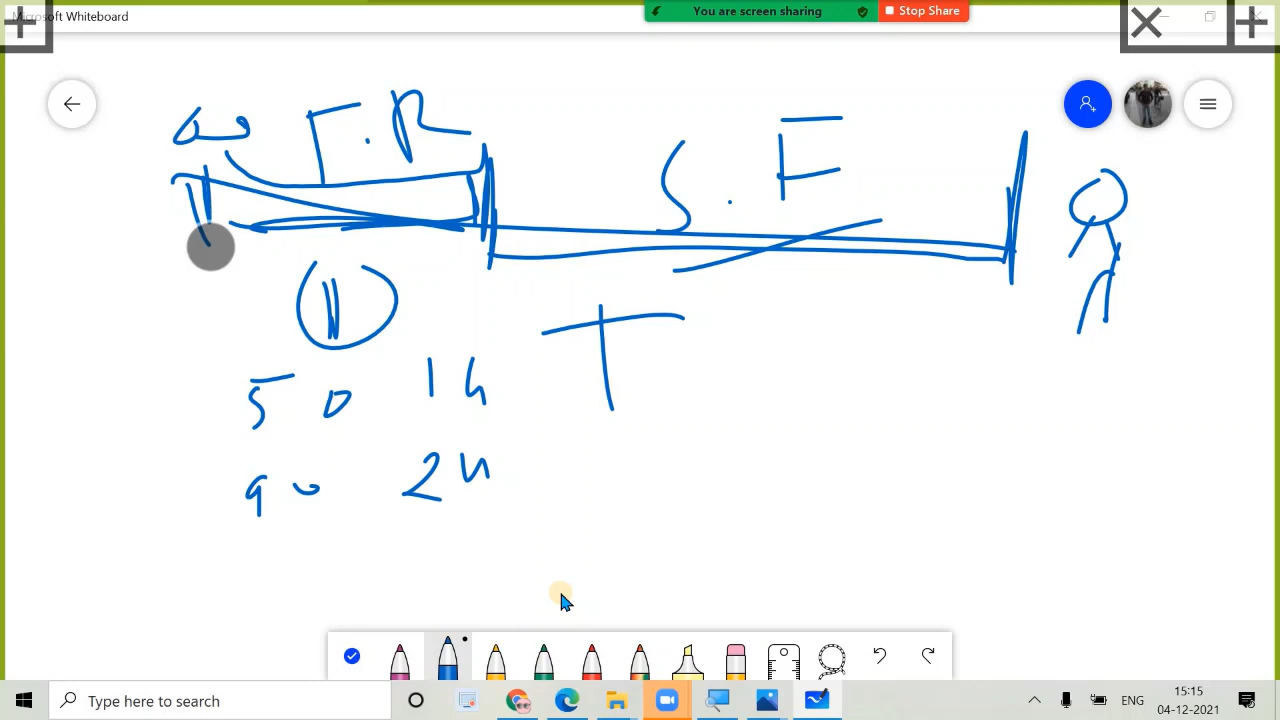 Microsoft Whiteboard
You are screen sharing
Stop Share
F.R
S.F
T
50 1h
90 2h
Type here to search
ENG
15:15
04-12-2021